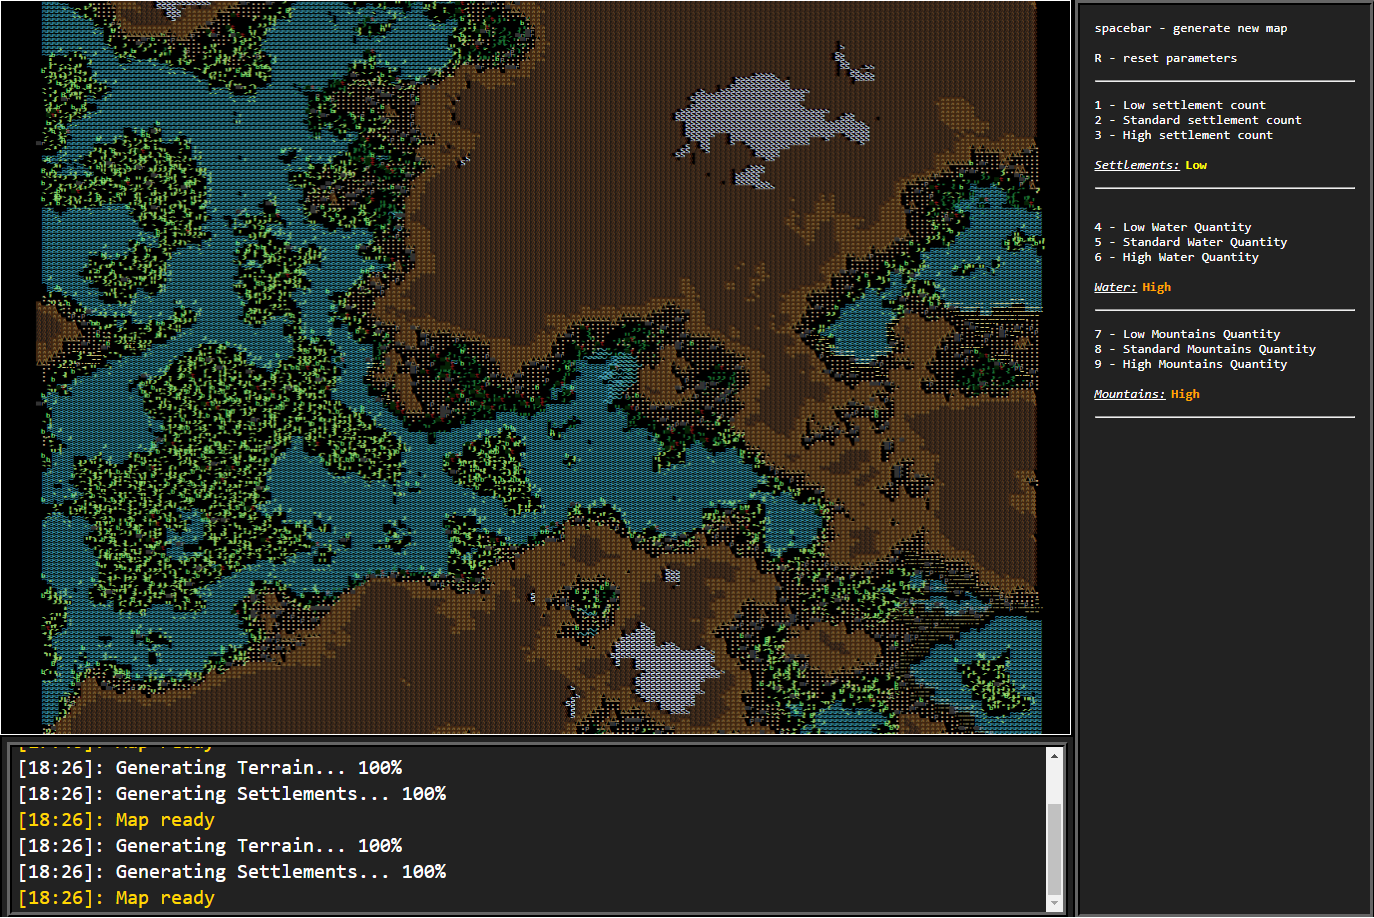 spacebar - generate new map
R - reset parameters
1 - Low settlement count
2 - Standard settlement count
3 - High settlement count
Settlements: Low
4 - Low Water Quantity
5 - Standard Water Quantity
6 - High Water Quantity
Water: High
7 - Low Mountains Quantity
8 - Standard Mountains Quantity
9 - High Mountains Quantity
Mountains: High
Map ready
[18:26]: Generating Terrain... 100%
[18:26]: Generating Settlements... 100%
[18:26]: Map ready
[18:26]: Generating Terrain... 100%
[18:26]: Generating Settlements... 100%
[18:26]: Map ready